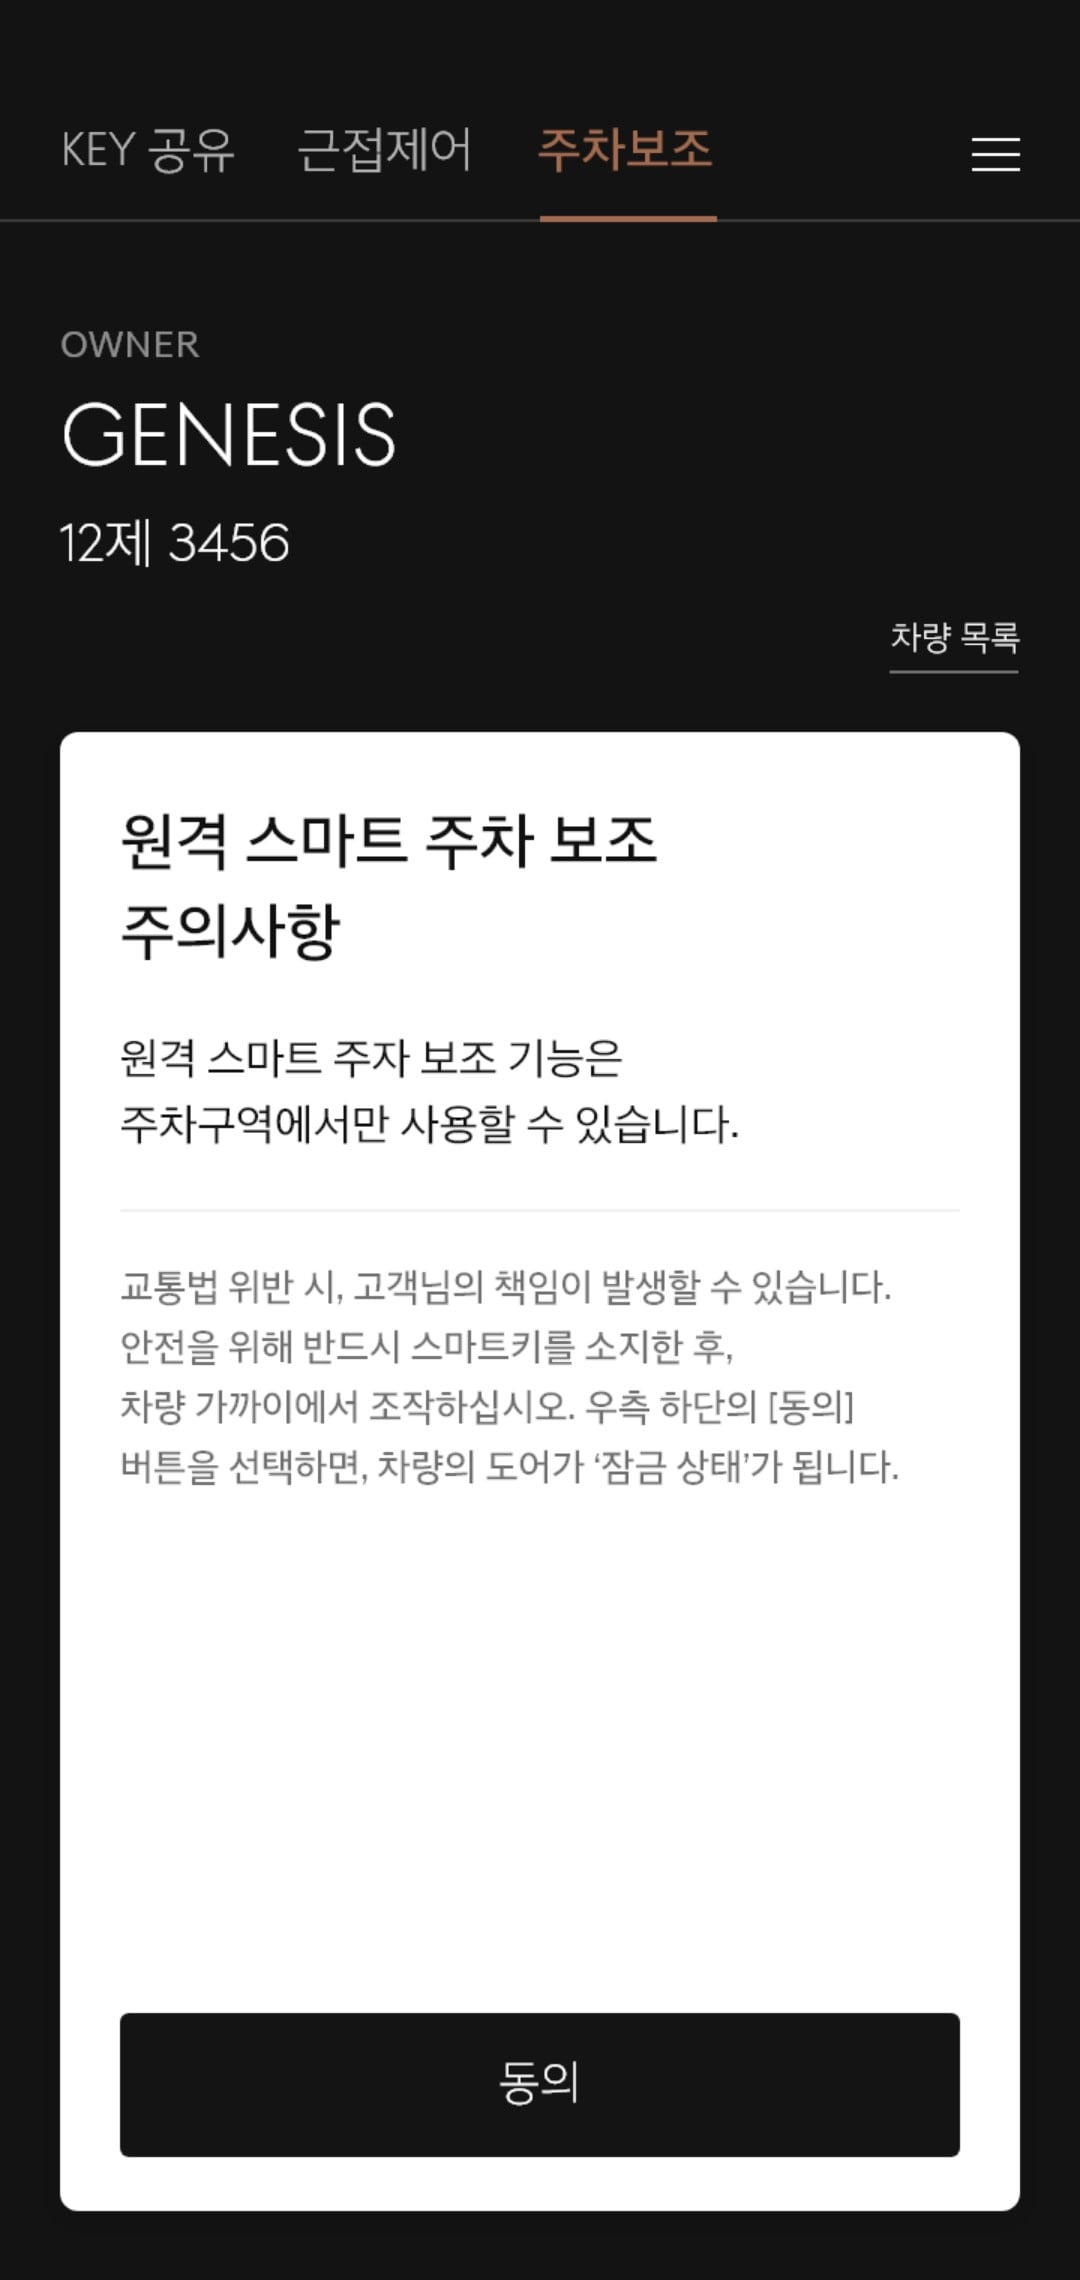 KEY 공유 근접제어 주차보조
OWNER
GENESIS
12제 3456
차량 목록
원격 스마트 주차 보조
주의사항
원격 스마트 주자 보조 기능은
주차구역에서만 사용할 수 있습니다.
교통법 위반 시, 고객님의 책임이 발생할 수 있습니다.
안전을 위해 반드시 스마트키를 소지한 후,
차량 가까이에서 조작하십시오. 우측 하단의 [동의]
버튼을 선택하면, 차량의 도어가 ‘잠금 상태’가 됩니다.
동의